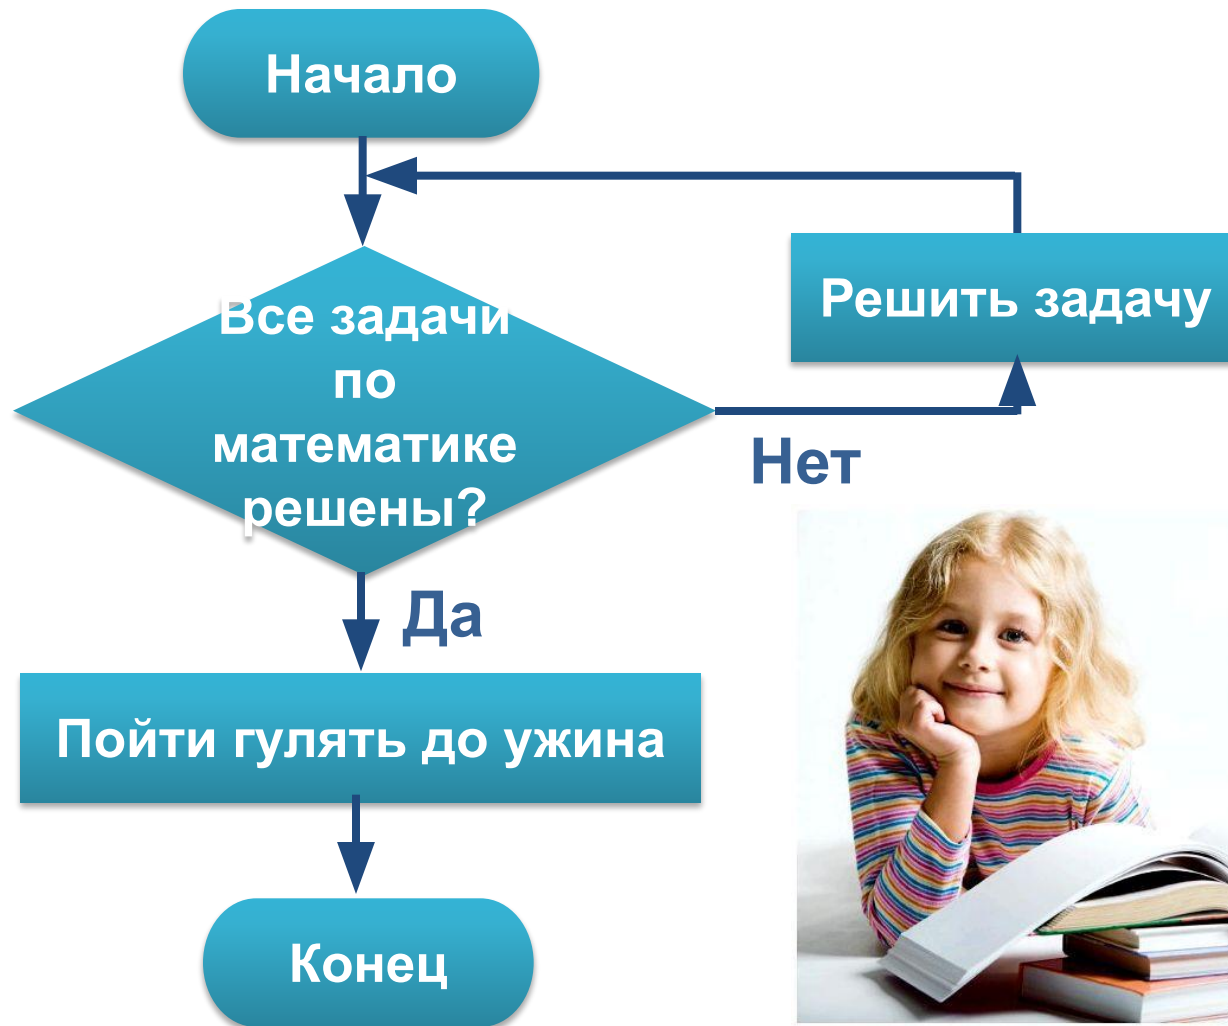 Начало
Решить задачу
Все задачи
по
математике
решены?
Нет
Да
Пойти гулять до ужина
Конец